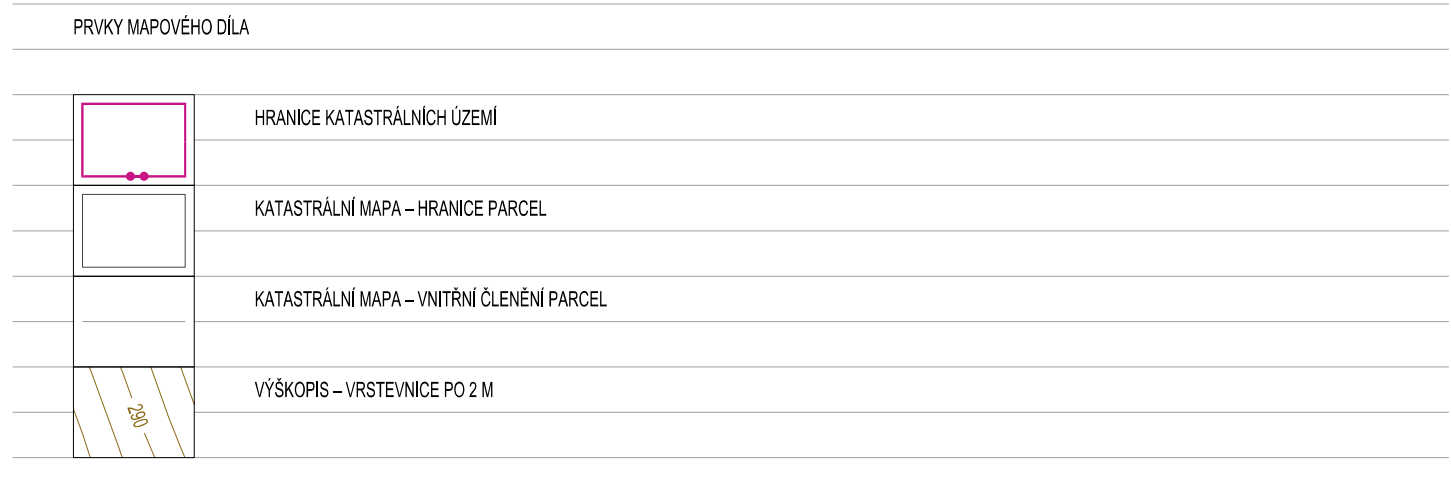 PRVKY MAPOVÉHO DÍLA
HRANICE KATASTRÁLNÍCH ÚZEMÍ
KATASTRÁLNÍ MAPA – HRANICE PARCEL
KATASTRÁLNÍ MAPA – VNITŘNÍ ČLENĚNÍ PARCEL
VÝŠKOPIS – VRSTEVNICE PO 2 M
290